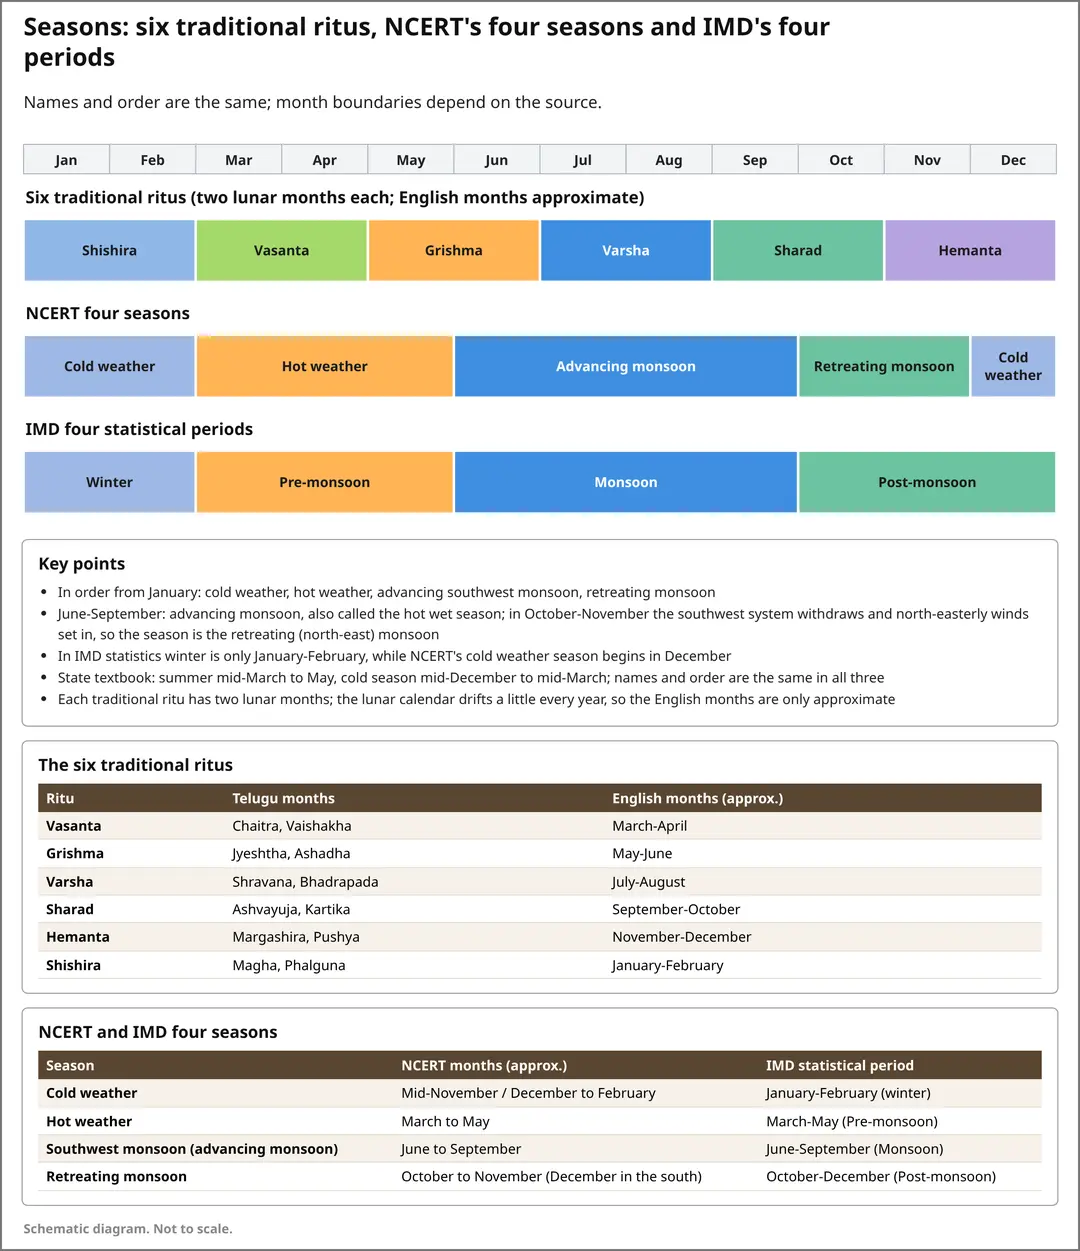 Seasons: six traditional ritus, NCERT's four seasons and IMD's four
periods
Names and order are the same; month boundaries depend on the source.
Jan Feb Mar Apr May Jun Jul Aug Sep Oct Nov Dec
Six traditional ritus (two lunar months each; English months approximate)
Shishira Vasanta Grishma Varsha Sharad Hemanta
NCERT four seasons
Cold weather Hot weather Advancing monsoon Retreating monsoon Cold
weather
IMD four statistical periods
Winter Pre-monsoon Monsoon Post-monsoon
Key points
• In order from January: cold weather, hot weather, advancing southwest monsoon, retreating monsoon
• June-September: advancing monsoon, also called the hot wet season; in October-November the southwest system withdraws and north-easterly winds
set in, so the season is the retreating (north-east) monsoon
• In IMD statistics winter is only January-February, while NCERT's cold weather season begins in December
• State textbook: summer mid-March to May, cold season mid-December to mid-March; names and order are the same in all three
• Each traditional ritu has two lunar months; the lunar calendar drifts a little every year, so the English months are only approximate
The six traditional ritus
Ritu Telugu months English months (approx.)
Vasanta Chaitra, Vaishakha March-April
Grishma Jyeshtha, Ashadha May-June
Varsha Shravana, Bhadrapada July-August
Sharad Ashvayuja, Kartika September-October
Hemanta Margashira, Pushya November-December
Shishira Magha, Phalguna January-February
NCERT and IMD four seasons
Season NCERT months (approx.) IMD statistical period
Cold weather Mid-November / December to February January-February (winter)
Hot weather March to May March-May (Pre-monsoon)
Southwest monsoon (advancing monsoon) June to September June-September (Monsoon)
Retreating monsoon October to November (December in the south) October-December (Post-monsoon)
Schematic diagram. Not to scale.